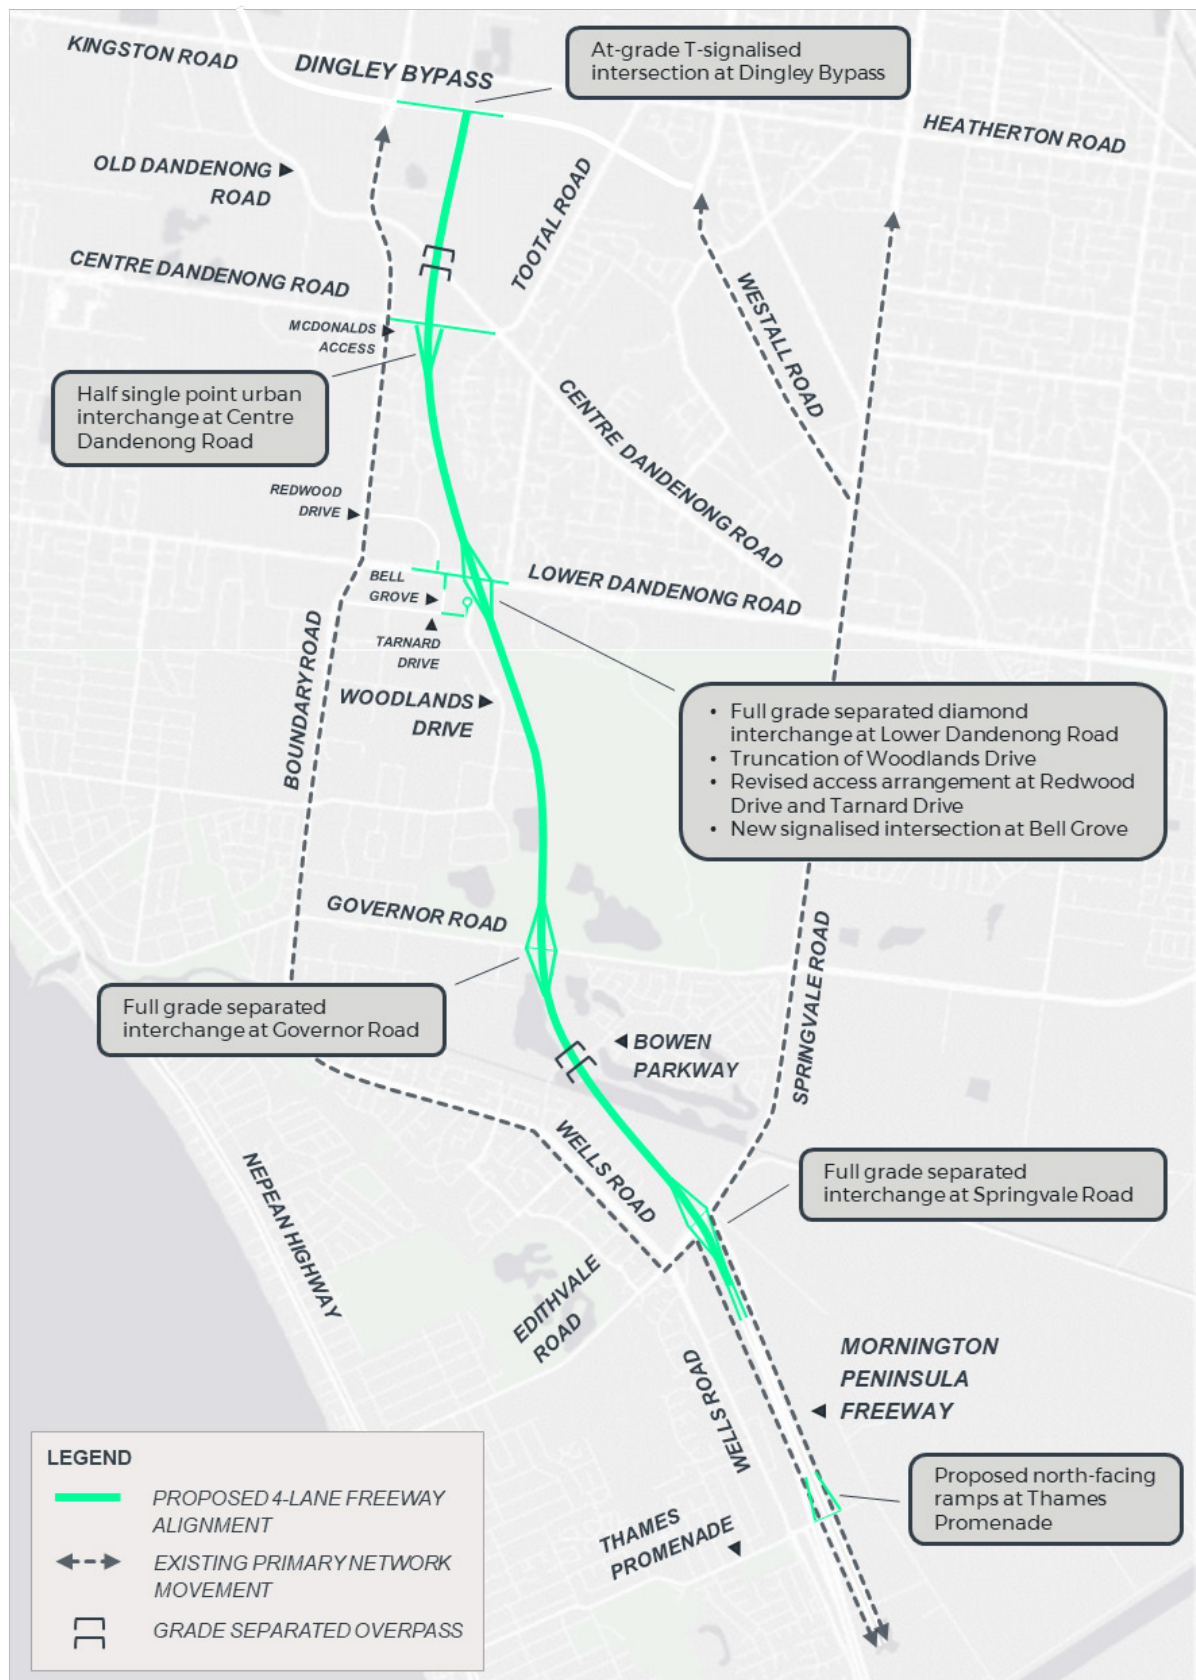 KINGSTON ROAD
DINGLEY BYPASS
At-grade T-signalised
intersection at Dingley Bypass
HEATHERTON ROAD
OLD DANDENONG
ROAD
TOOTAL ROAD
CENTRE DANDENONG ROAD
WESTALL ROAD
MCDONALDS
ACCESS
Half single point urban
interchange at Centre
Dandenong Road
CENTRE DANDENONG ROAD
REDWOOD
DRIVE
BELL
GROVE
LOWER DANDENONG ROAD
TARNARD
DRIVE
BOUNDARY ROAD
WOODLANDS
DRIVE
• Full grade separated diamond
interchange at Lower Dandenong Road
• Truncation of Woodlands Drive
• Revised access arrangement at Redwood
Drive and Tarnard Drive
• New signalised intersection at Bell Grove
GOVERNOR ROAD
SPRINGVALE ROAD
Full grade separated
interchange at Governor Road
BOWEN
PARKWAY
WELLS ROAD
Full grade separated
interchange at Springvale Road
NEPEAN HIGHWAY
EDITHVALE
ROAD
MORNINGTON
PENINSULA
FREEWAY
WELLS ROAD
Proposed north-facing
ramps at Thames
Promenade
THAMES
PROMENADE
LEGEND
PROPOSED 4-LANE FREEWAY
ALIGNMENT
EXISTING PRIMARY NETWORK
MOVEMENT
GRADE SEPARATED OVERPASS